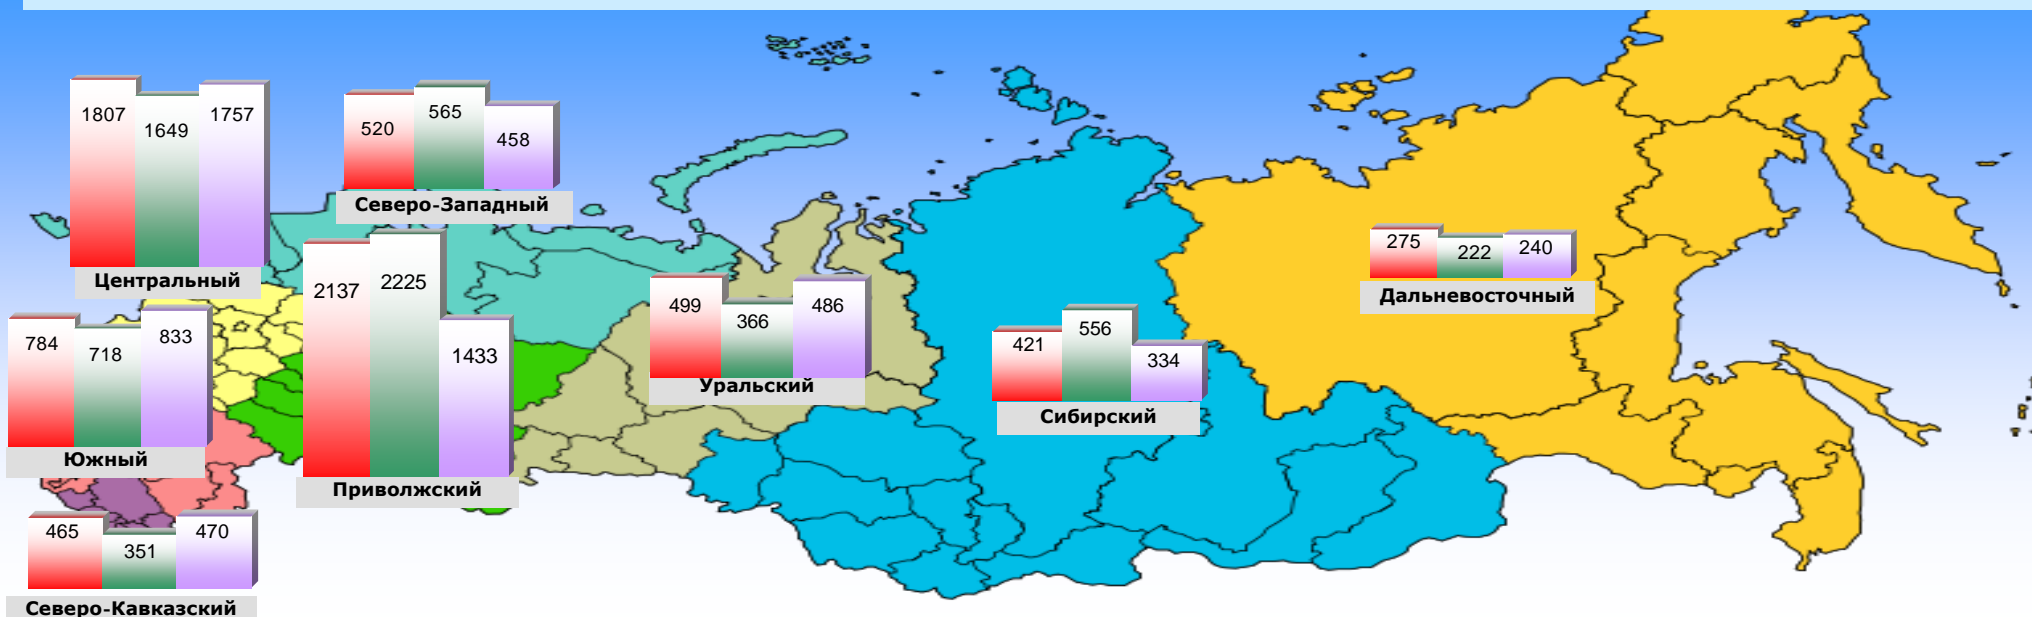 1807 1649 1757
Центральный
520 565 458
Северо-Западный
784 718 833
Южный
2137 2225 1433
Приволжский
499 366 486
Уральский
421 556 334
Сибирский
275 222 240
Дальневосточный
465 351 470
Северо-Кавказский